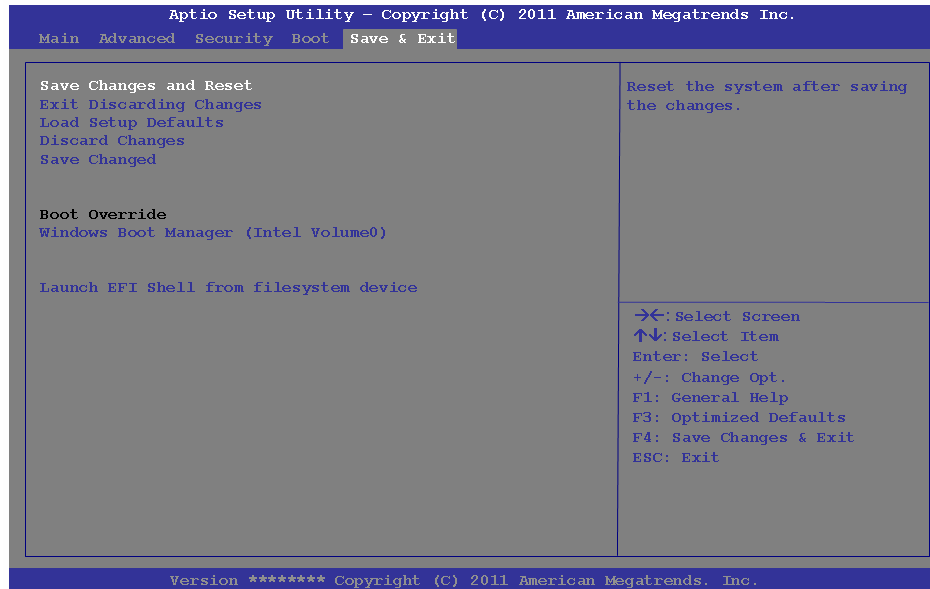 Aptio Setup Utility – Copyright (C) 2011 American Megatrends Inc.
Main Advanced Security Boot Save & Exit
Save Changes and Reset
Exit Discarding Changes
Load Setup Defaults
Discard Changes
Save Changed
Boot Override
Windows Boot Manager (Intel Volume0)
Launch EFI Shell from filesystem device
Reset the system after saving
the changes.
→←: Select Screen
↑↓: Select Item
Enter: Select
+/-: Change Opt.
F1: General Help
F3: Optimized Defaults
F4: Save Changes & Exit
ESC: Exit
Version ******** Copyright (C) 2011 American Megatrends. Inc.